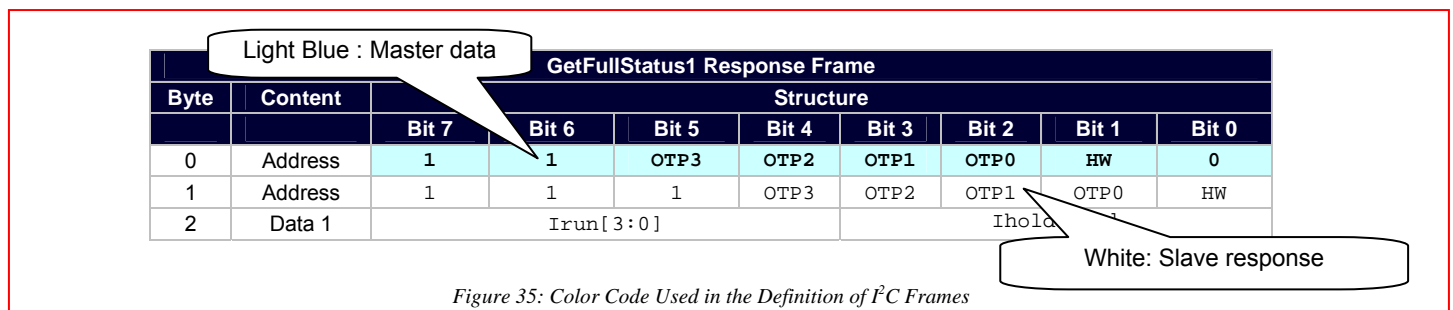 Light Blue : Master data
GetFullStatus1 Response Frame
Byte Content Structure
Bit 7 Bit 6 Bit 5 Bit 4 Bit 3 Bit 2 Bit 1 Bit 0
0 Address 1 1 OTP3 OTP2 OTP1 OTP0 HW 0
1 Address 1 1 1 OTP3 OTP2 OTP1 OTP0 HW
2 Data 1 Irun[3:0]
White: Slave response
Figure 35: Color Code Used in the Definition of I²C Frames